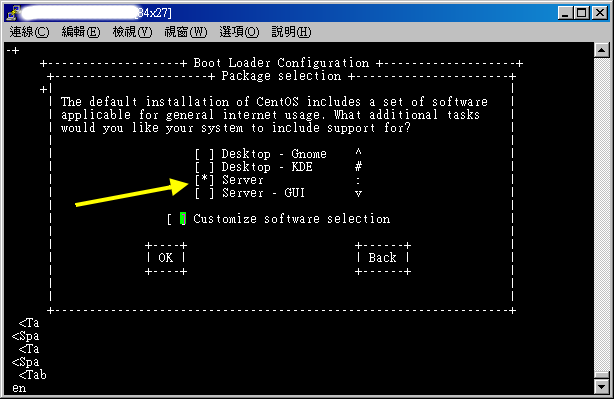 84x27]
連線(C) 編輯(E) 檢視(V) 視窗(W) 選項(O) 說明(H)
-+
+-------------------+ Boot Loader Configuration +-------------------+
+---------------------+ Package selection +---------------------+
+|
The default installation of CentOS includes a set of software
applicable for general internet usage. What additional tasks
would you like your system to include support for?
[ ] Desktop - Gnome ^
[ ] Desktop - KDE #
[*] Server :
[ ] Server - GUI v
[ ] Customize software selection
+----+ +------+
| OK | | Back |
+----+ +------+
<Ta
<Spa
<Ta
<Spa
<Tab
en